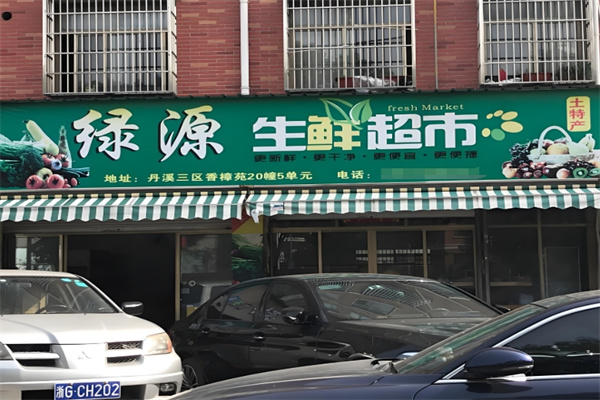 fresh Market
绿源 生鲜超市
土特产
更新鲜·更干净·更便宜·更便捷
地址：丹溪三区香樟苑20幢5单元 电话：
浙G·CH202